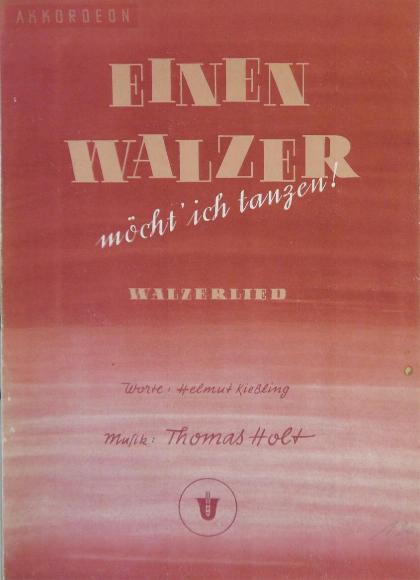 AKKORDEON
EINEN
WALZER
möcht' ich tanzen!
WALZERLIED
Worte: Helmut Kießling
Musik: Thomas Holt